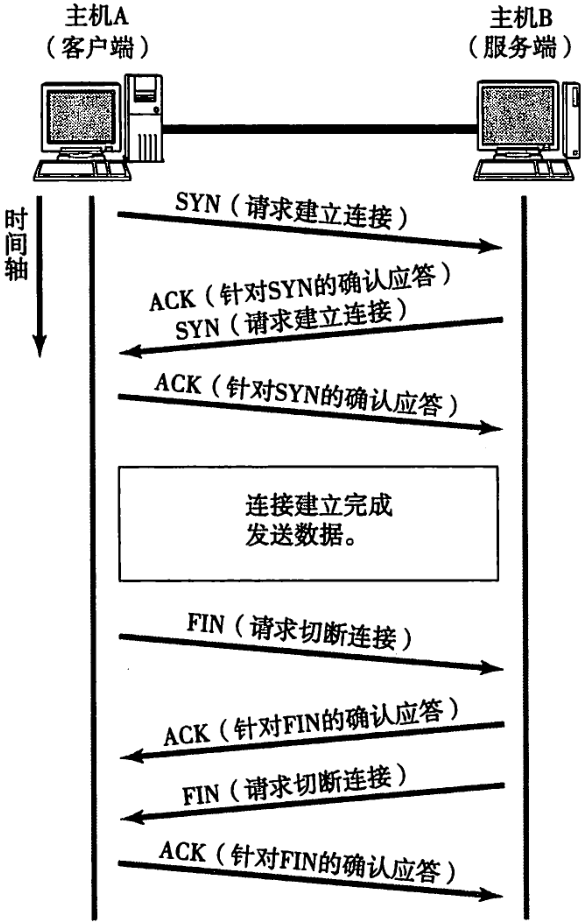 主机A
（客户端）
主机B
（服务端）
时间轴
SYN（请求建立连接）
ACK（针对SYN的确认应答）
SYN（请求建立连接）
ACK（针对SYN的确认应答）
连接建立完成
发送数据。
FIN（请求切断连接）
ACK（针对FIN的确认应答）
FIN（请求切断连接）
ACK（针对FIN的确认应答）